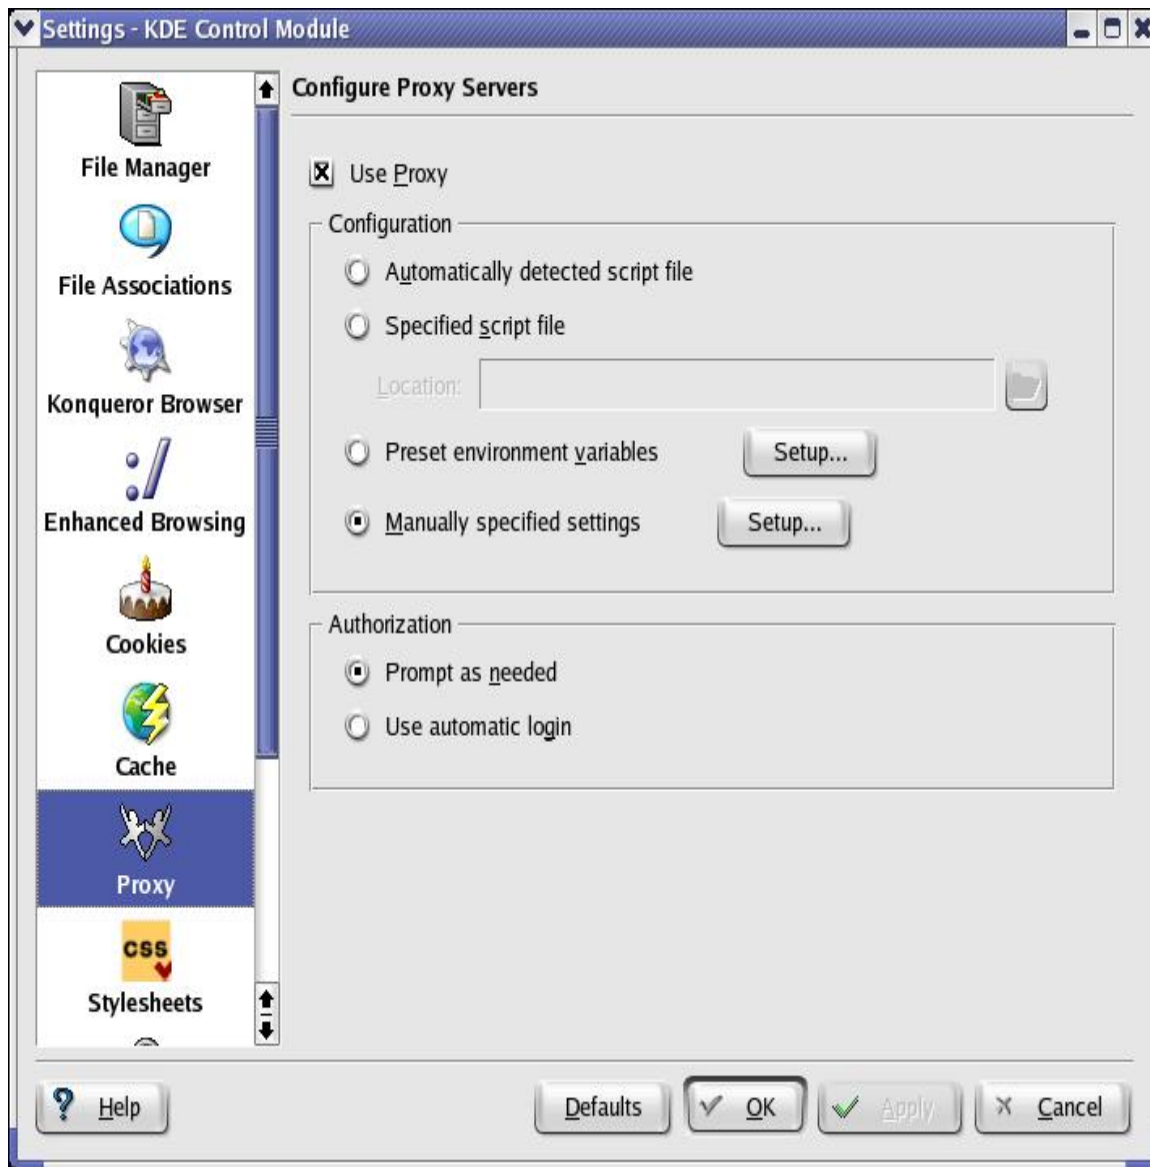 Settings - KDE Control Module
File Manager
File Associations
Konqueror Browser
:/
Enhanced Browsing
Cookies
Cache
Proxy
css
Stylesheets
Configure Proxy Servers
Use Proxy
Configuration
Automatically detected script file
Specified script file
Location:
Preset environment variables
Setup...
Manually specified settings
Setup...
Authorization
Prompt as needed
Use automatic login
? Help
Defaults
OK
Apply
Cancel